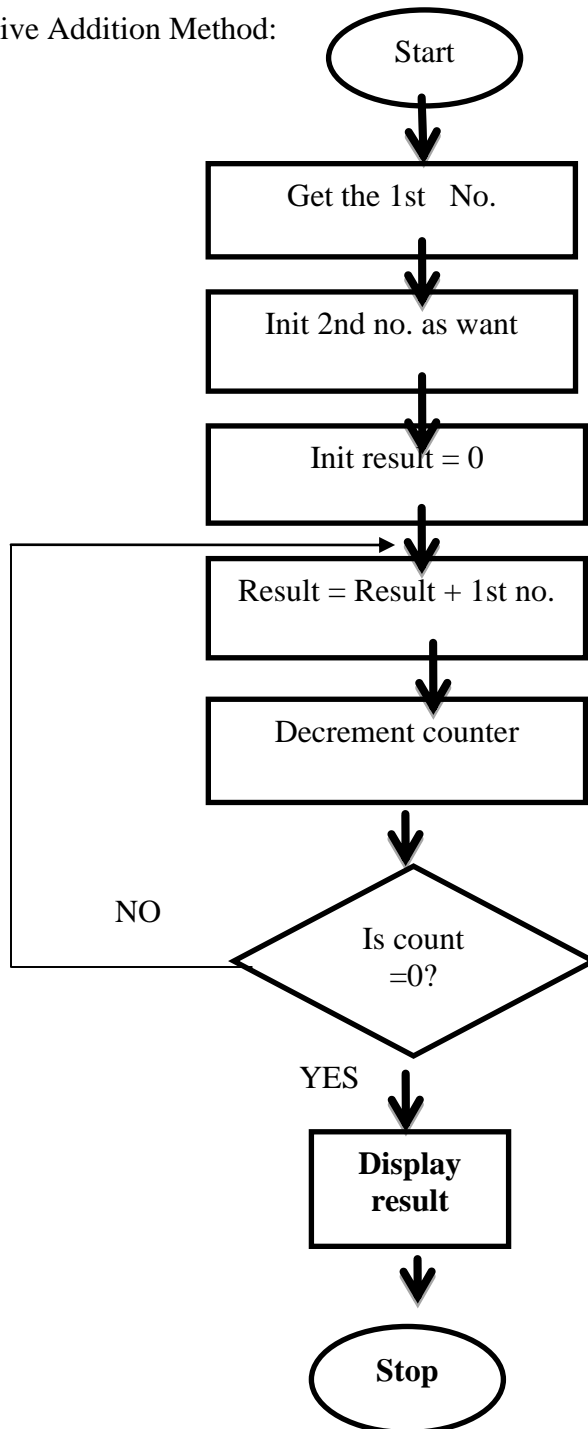 ive Addition Method:
Start
Get the 1st No.
Init 2nd no. as want
Init result = 0
Result = Result + 1st no.
Decrement counter
NO
Is count
=0?
YES
Display
result
Stop